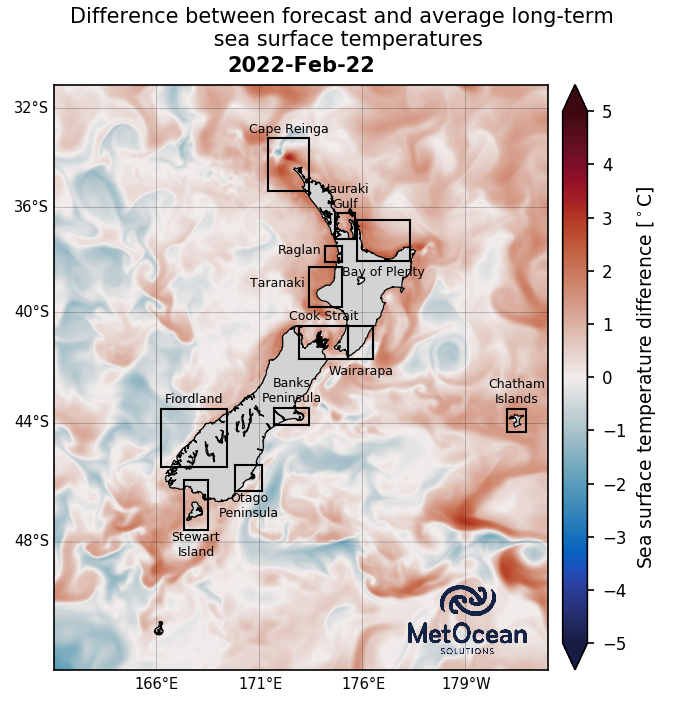 Difference between forecast and average long-term
sea surface temperatures
2022-Feb-22
32°S
36°S
40°S
44°S
48°S
Cape Reinga
Hauraki
Gulf
Raglan
Bay of Plenty
Taranaki
Cook Strait
Wairarapa
Banks
Peninsula
Fiordland
Chatham
Islands
Otago
Peninsula
Stewart
Island
MetOcean
SOLUTIONS
166°E
171°E
176°E
179°W
5
4
3
2
1
0
−1
−2
−3
−4
−5
Sea surface temperature difference [°C]